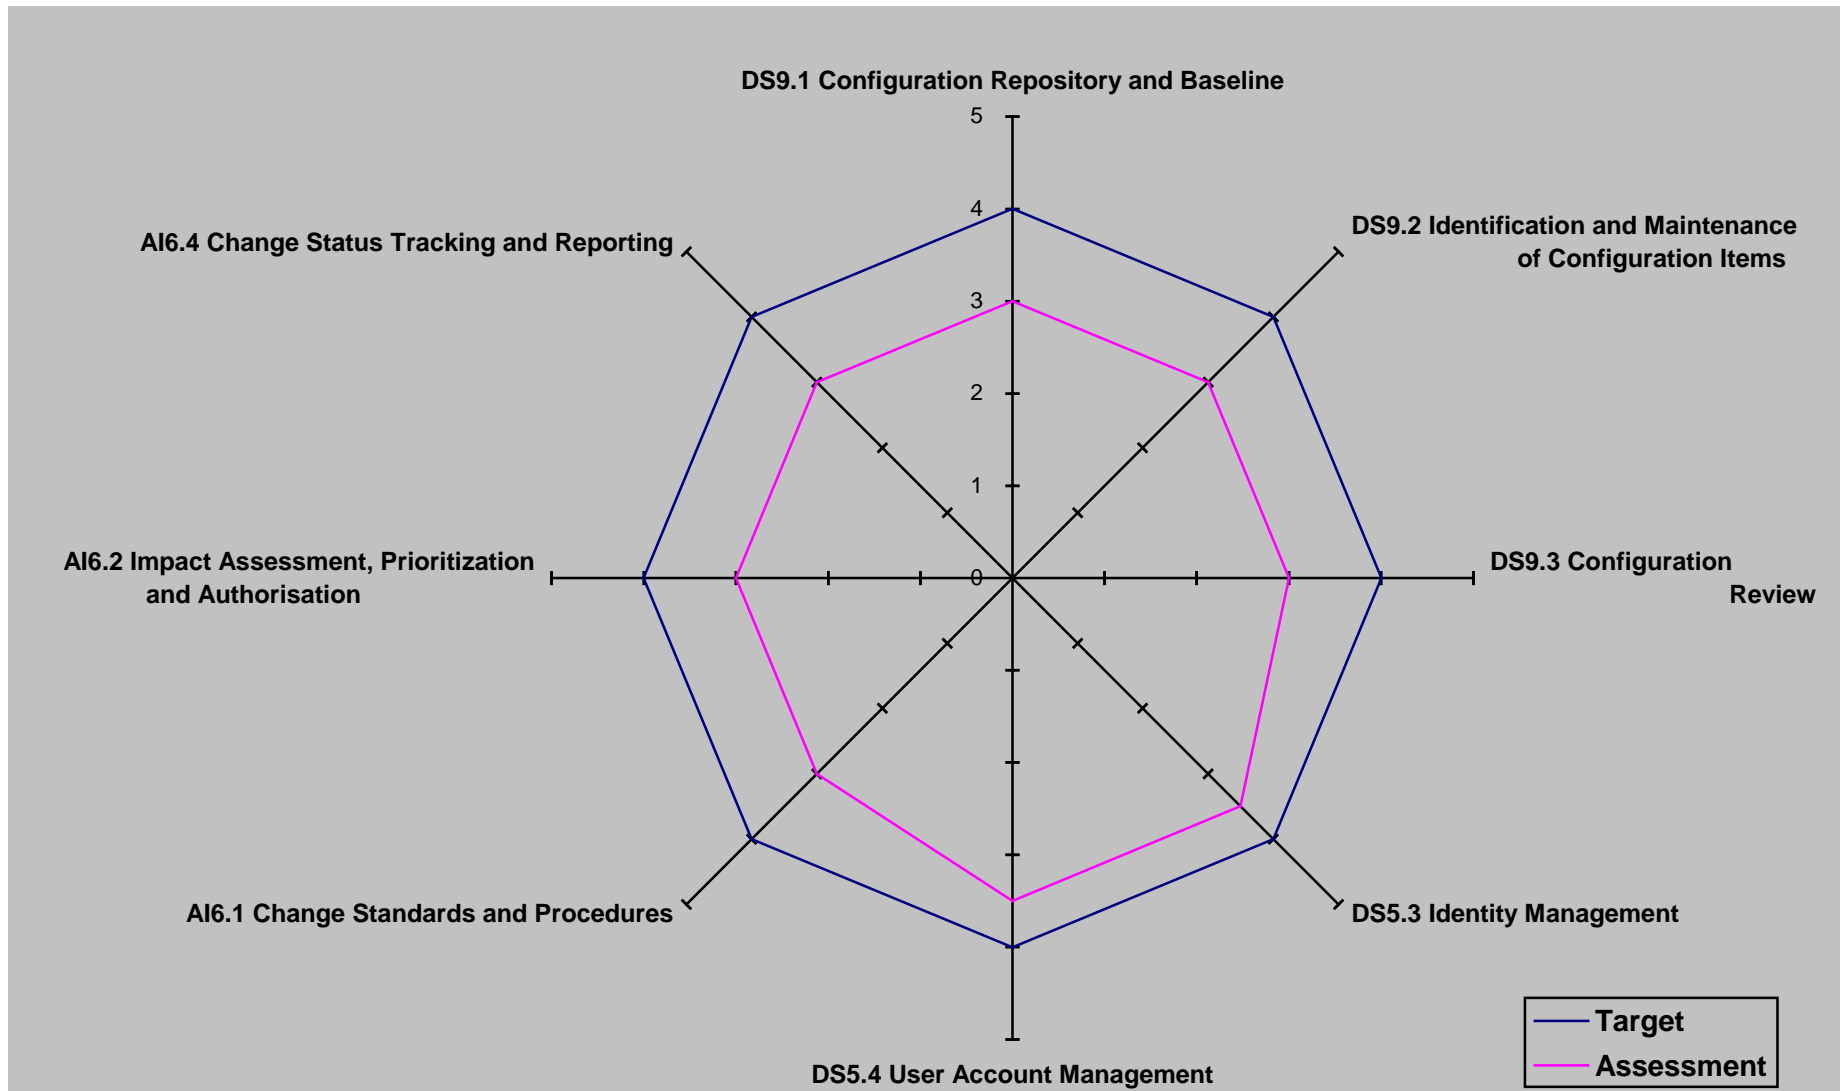 DS9.1 Configuration Repository and Baseline
5
4
DS9.2 Identification and Maintenance
of Configuration Items
AI6.4 Change Status Tracking and Reporting
3
2
1
AI6.2 Impact Assessment, Prioritization
and Authorisation
0
DS9.3 Configuration
Review
AI6.1 Change Standards and Procedures
DS5.3 Identity Management
DS5.4 User Account Management
Target
Assessment